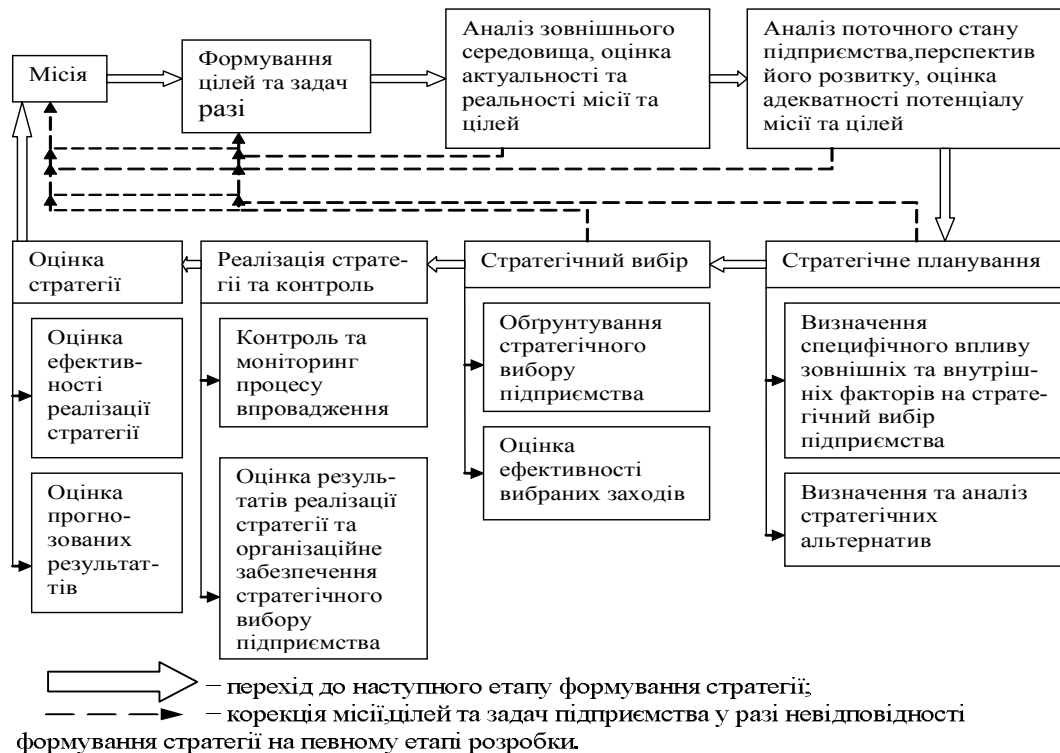 Місія
Формування
цілей та задач
разі
Аналіз зовнішнього
середовища, оцінка
актуальності та
реальності місії та
цілей
Аналіз поточного стану
підприємства,перспектив
його розвитку, оцінка
адекватності потенціалу
місії та цілей
Оцінка
стратегії
Реалізація страте-
гіі та контроль
Стратегічний вибір
Стратегічне планування
Оцінка
ефектив-
ності
реалізації
стратегії
Оцінка
прогно-
зованих
результат-
тів
Контроль та
моніторинг
процесу
впровадження
Оцінка резуль-
татів реалізації
стратегії та
організаційне
забезпечення
стратегічного
вибору
підприємства
Обґрунтування
стратегічного
вибору
підприємства
Оцінка
ефективності
вибраних заходів
Визначення
специфічного впливу
зовнішніх та внутріш-
ніх факторів на страте-
гічний вибір
підприємства
Визначення та аналіз
стратегічних
альтернатив
– перехід до наступного етапу формування стратегії;
– корекція місії,цілей та задач підприємства у разі невідповідності
формування стратегії на певному етапі розробки.